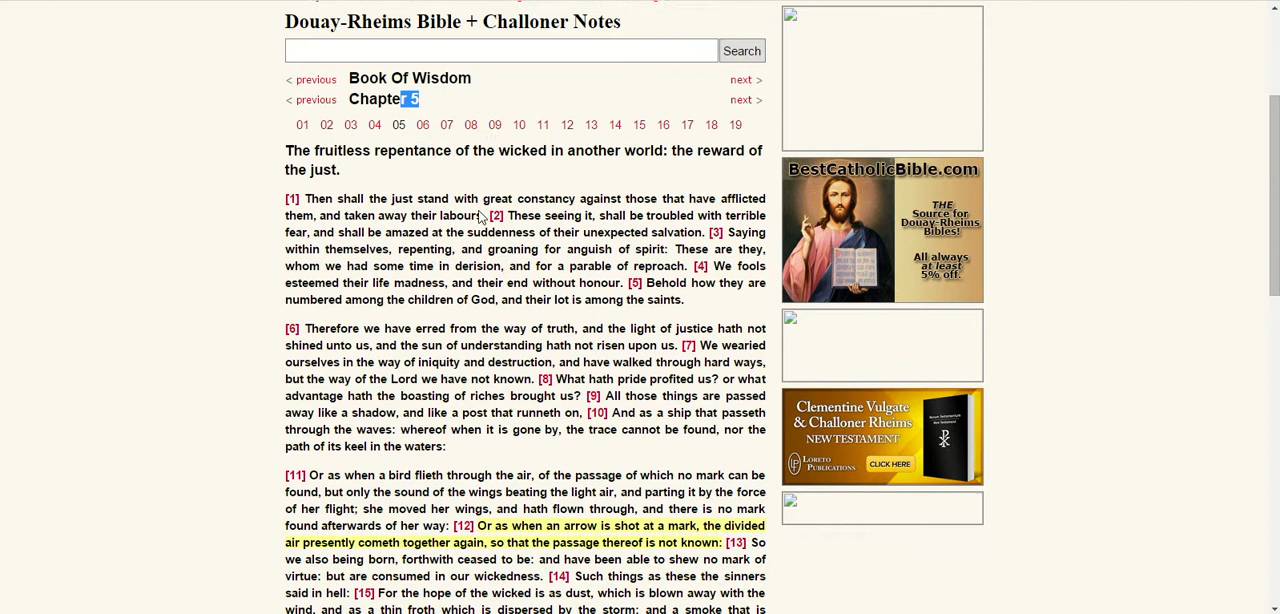 Douay-Rheims Bible + Challoner Notes
Search
< previous Book Of Wisdom next >
< previous Chapter 5 next >
01 02 03 04 05 06 07 08 09 10 11 12 13 14 15 16 17 18 19
The fruitless repentance of the wicked in another world: the reward of
the just.
[1] Then shall the just stand with great constancy against those that have afflicted
them, and taken away their labours. [2] These seeing it, shall be troubled with terrible
fear, and shall be amazed at the suddenness of their unexpected salvation. [3] Saying
within themselves, repenting, and groaning for anguish of spirit: These are they,
whom we had some time in derision, and for a parable of reproach. [4] We fools
esteemed their life madness, and their end without honour. [5] Behold how they are
numbered among the children of God, and their lot is among the saints.
[6] Therefore we have erred from the way of truth, and the light of justice hath not
shined unto us, and the sun of understanding hath not risen upon us. [7] We wearied
ourselves in the way of iniquity and destruction, and have walked through hard ways,
but the way of the Lord we have not known. [8] What hath pride profited us? or what
advantage hath the boasting of riches brought us? [9] All those things are passed
away like a shadow, and like a post that runneth on, [10] And as a ship that passeth
through the waves: whereof when it is gone by, the trace cannot be found, nor the
path of its keel in the waters:
[11] Or as when a bird flieth through the air, of the passage of which no mark can be
found, but only the sound of the wings beating the light air, and parting it by the force
of her flight; she moved her wings, and hath flown through, and there is no mark
found afterwards of her way: [12] Or as when an arrow is shot at a mark, the divided
air presently cometh together again, so that the passage thereof is not known: [13] So
we also being born, forthwith ceased to be: and have been able to shew no mark of
virtue: but are consumed in our wickedness. [14] Such things as these the sinners
said in hell: [15] For the hope of the wicked is as dust, which is blown away with the
wind, and as a thin froth which is dispersed by the storm: and a smoke that is
BestCatholicBible.com
THE
Source for
Douay-Rheims
Bibles!
All always
at least
5% off.
Clementine Vulgate
& Challoner Rheims
NEW TESTAMENT
LORETO
PUBLICATIONS
CLICK HERE